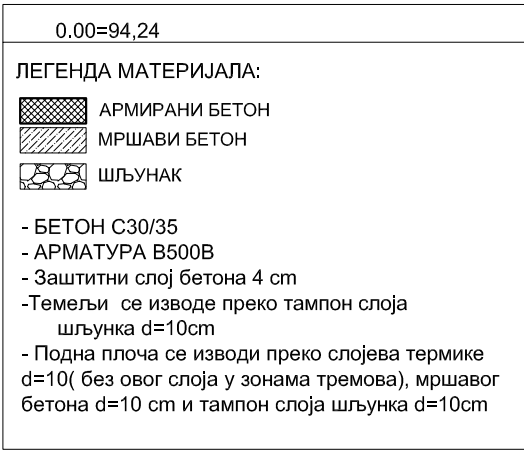 0.00=94,24
ЛЕГЕНДА МАТЕРИЈАЛА:
АРМИРАНИ БЕТОН
МРШАВИ БЕТОН
ШЉУНАК
- БЕТОН С30/35
- АРМАТУРА В500В
- Заштитни слој бетона 4 cm
-Темељи се изводе преко тампон слоја
шљунка d=10cm
- Подна плоча се изводи преко слојева термике
d=10( без овог слоја у зонама тремова), мршавог
бетона d=10 cm и тампон слоја шљунка d=10cm